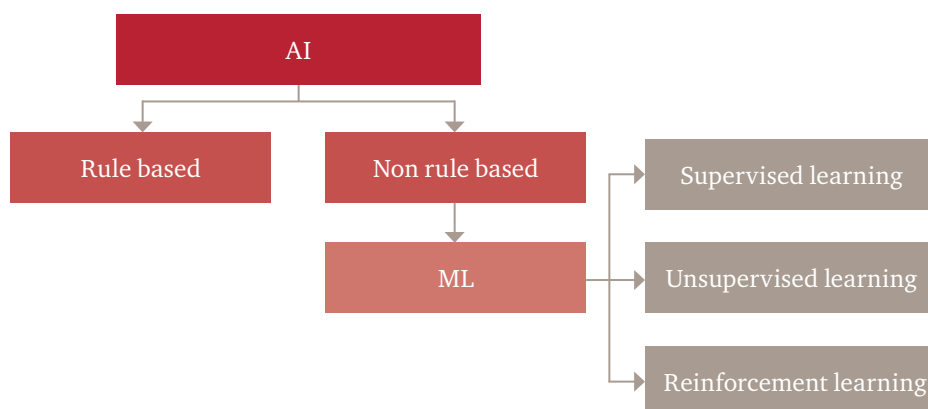 AI
Rule based
Non rule based
Supervised learning
ML
Unsupervised learning
Reinforcement learning